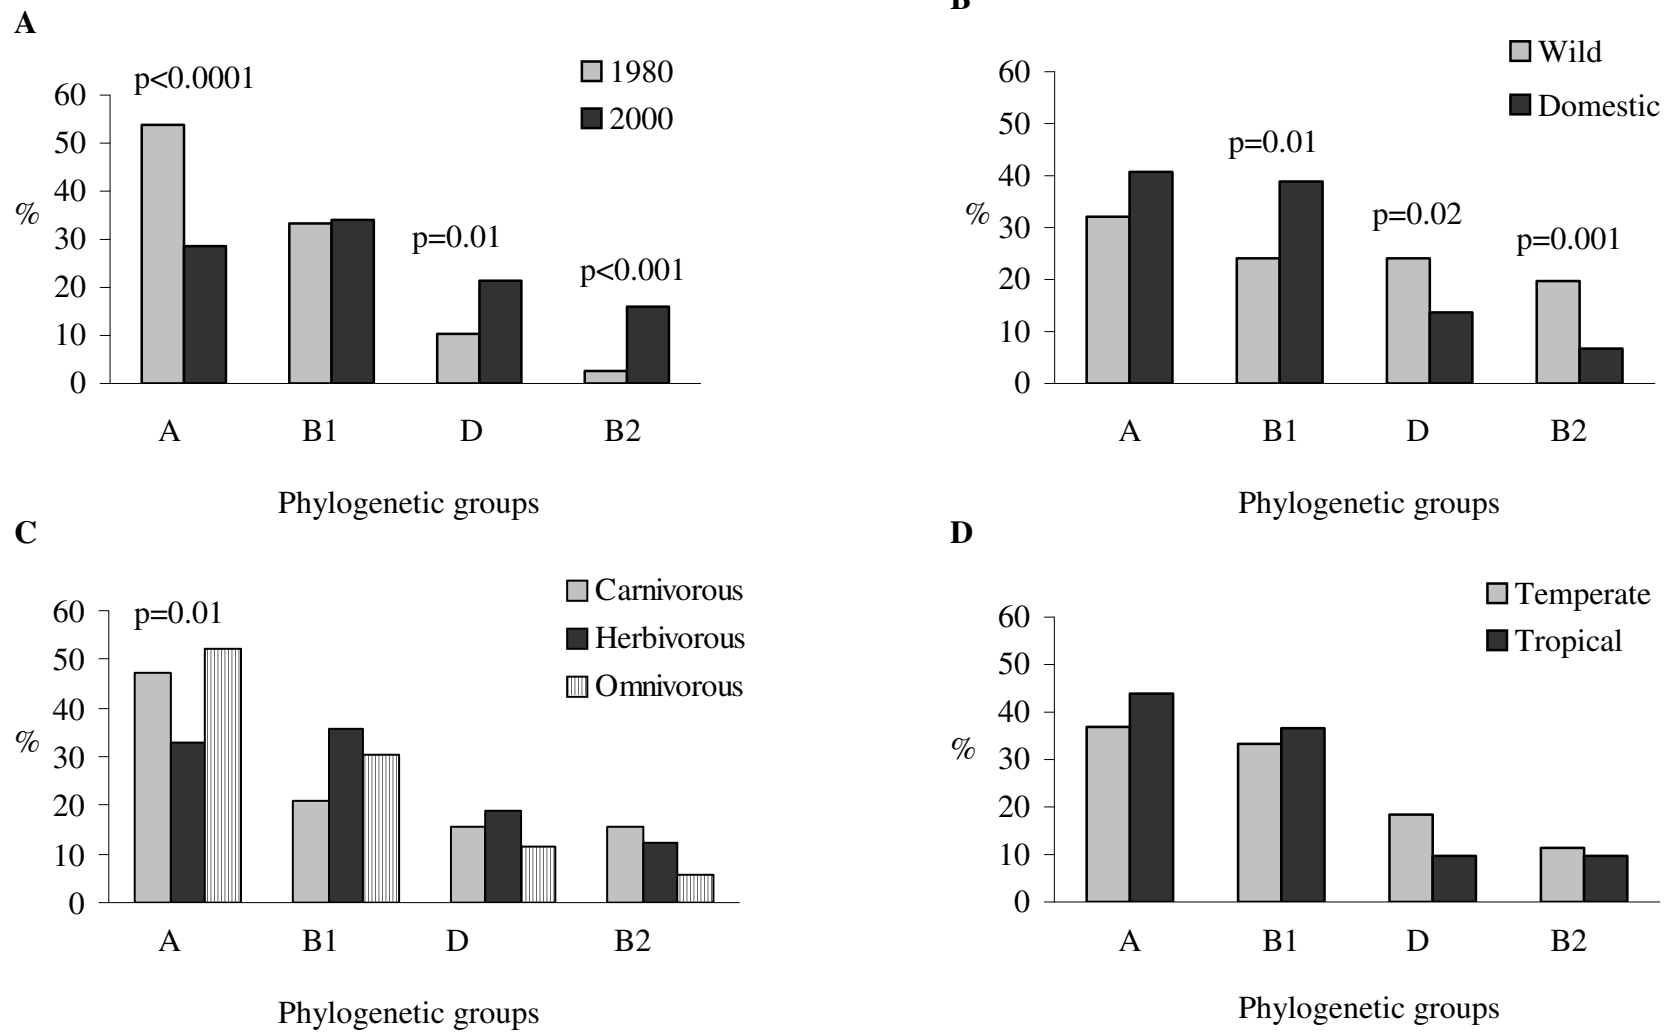 A
p<0.0001
1980
2000
60
50
40
30
20
10
0
%
p=0.01
p<0.001
A B1 D B2
Phylogenetic groups
B
Wild
Domestic
60
50
40
30
20
10
0
%
p=0.01
p=0.02
p=0.001
A B1 D B2
Phylogenetic groups
C
p=0.01
Carnivorous
Herbivorous
Omnivorous
60
50
40
30
20
10
0
%
A B1 D B2
Phylogenetic groups
D
Temperate
Tropical
60
50
40
30
20
10
0
%
A B1 D B2
Phylogenetic groups